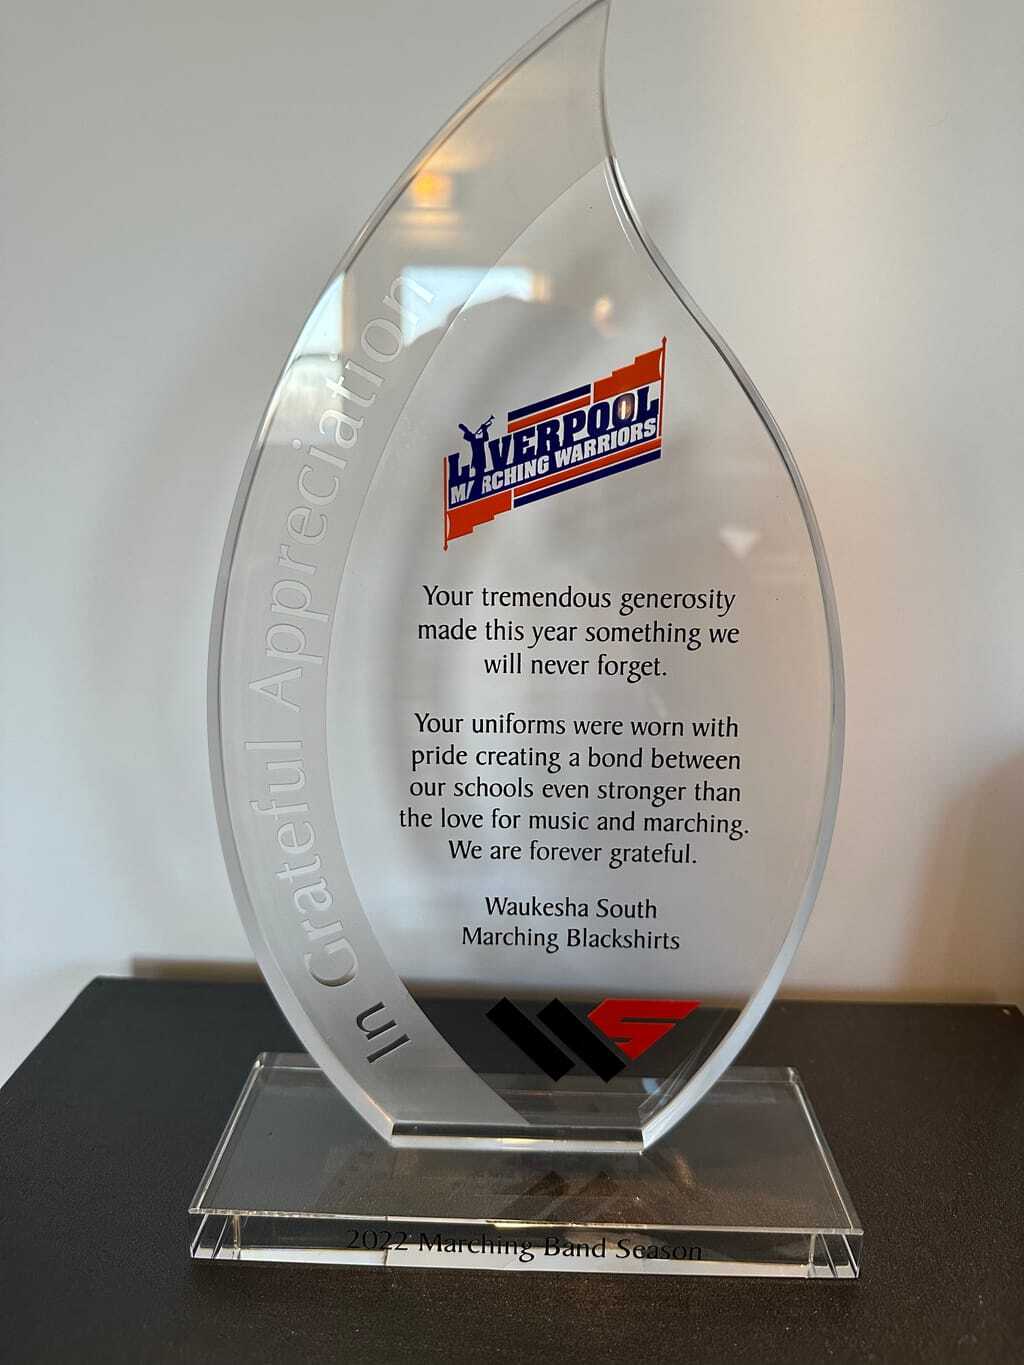 In Grateful Appreciation
LIVERPOOL
MARCHING WARRIORS
Your tremendous generosity
made this year something we
will never forget.
Your uniforms were worn with
pride creating a bond between
our schools even stronger than
the love for music and marching.
We are forever grateful.
Waukesha South
Marching Blackshirts
WS
2022 Marching Band Season